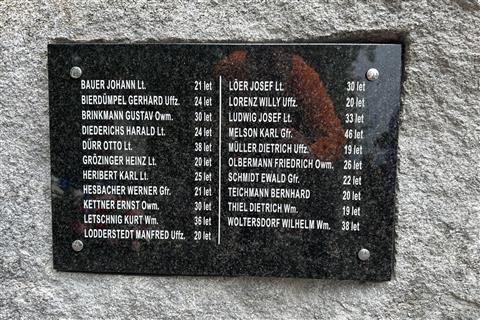 BAUER JOHANN Lt. 21 let
BIERDÜMPEL GERHARD Uffz. 24 let
BRINKMANN GUSTAV Owm. 30 let
DIEDERICHS HARALD Lt. 24 let
DÜRR OTTO Lt. 38 let
GRÖZINGER HEINZ Lt. 20 let
HERIBERT KARL Lt. 25 let
HESBACHER WERNER Gfr. 21 let
KETTNER ERNST Owm. 30 let
LETSCHNIG KURT Wm. 36 let
LODDERSTEDT MANFRED Uffz. 20 let
LÖER JOSEF Lt. 30 let
LORENZ WILLY Uffz. 20 let
LUDWIG JOSEF Lt. 33 let
MELSON KARL Gfr. 46 let
MÜLLER DIETRICH Uffz. 19 let
OLBERMANN FRIEDRICH Owm. 26 let
SCHMIDT EWALD Gfr. 22 let
TEICHMANN BERNHARD 20 let
THIEL DIETRICH Wm. 19 let
WOLTERSDORF WILHELM Wm. 38 let